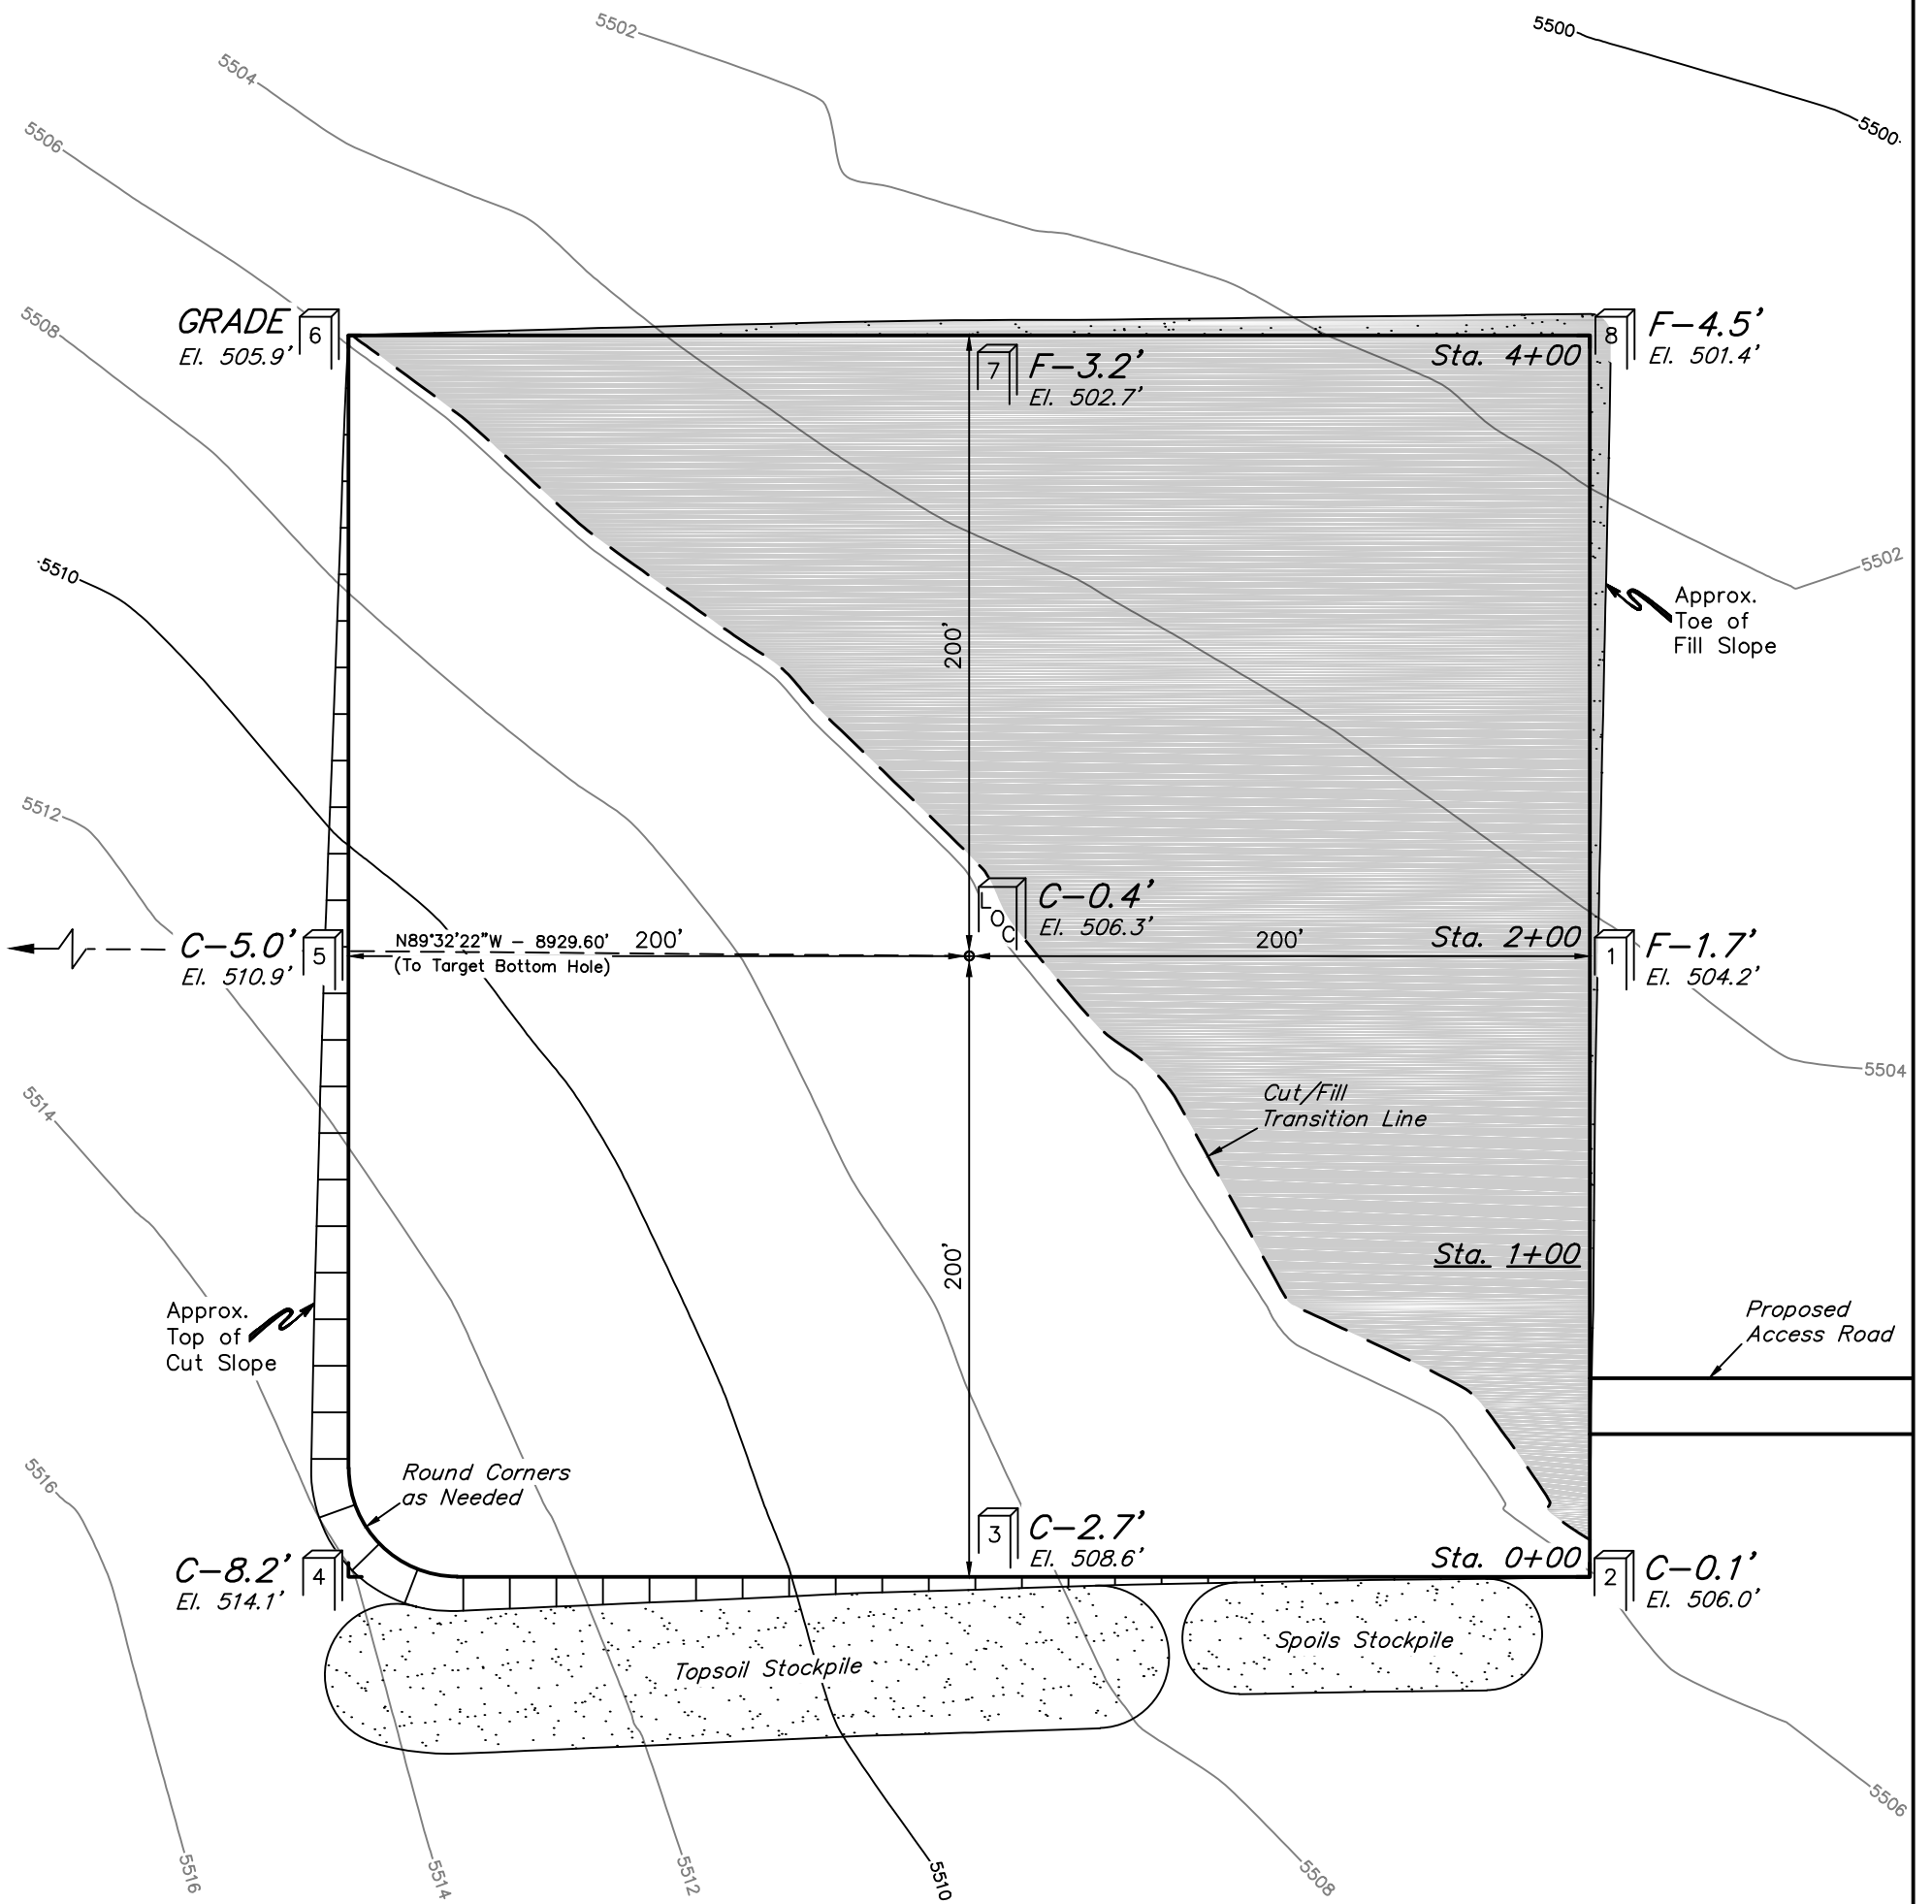 5502
5500
5504
5500
5506
5508
GRADE
El. 505.9'
6
8
F-4.5'
El. 501.4'
Sta. 4+00
7
F-3.2'
El. 502.7'
5510
5502
Approx.
Toe of
Fill Slope
200'
5512
LOC
C-0.4'
El. 506.3'
C-5.0'
El. 510.9'
5
N89°32'22"W - 8929.60'
(To Target Bottom Hole)
200'
200'
Sta. 2+00
1
F-1.7'
El. 504.2'
5504
5514
Cut/Fill
Transition Line
200'
Sta. 1+00
Approx.
Top of
Cut Slope
Proposed
Access Road
5516
Round Corners
as Needed
C-8.2'
El. 514.1'
4
3
C-2.7'
El. 508.6'
Sta. 0+00
2
C-0.1'
El. 506.0'
Topsoil Stockpile
Spoils Stockpile
5506
5516
5514
5512
5510
5508